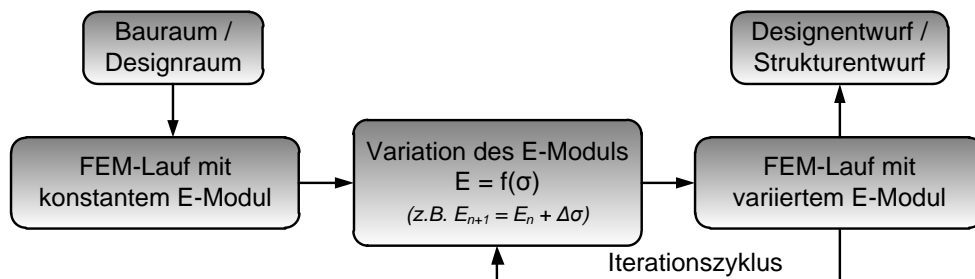 Bauraum /
Designraum
FEM-Lauf mit
konstantem E-Modul
Variation des E-Moduls
E = f(σ)
(z.B. Eₙ₊₁ = Eₙ + Δσ)
FEM-Lauf mit
variiertem E-Modul
Designentwurf /
Strukturentwurf
Iterationszyklus